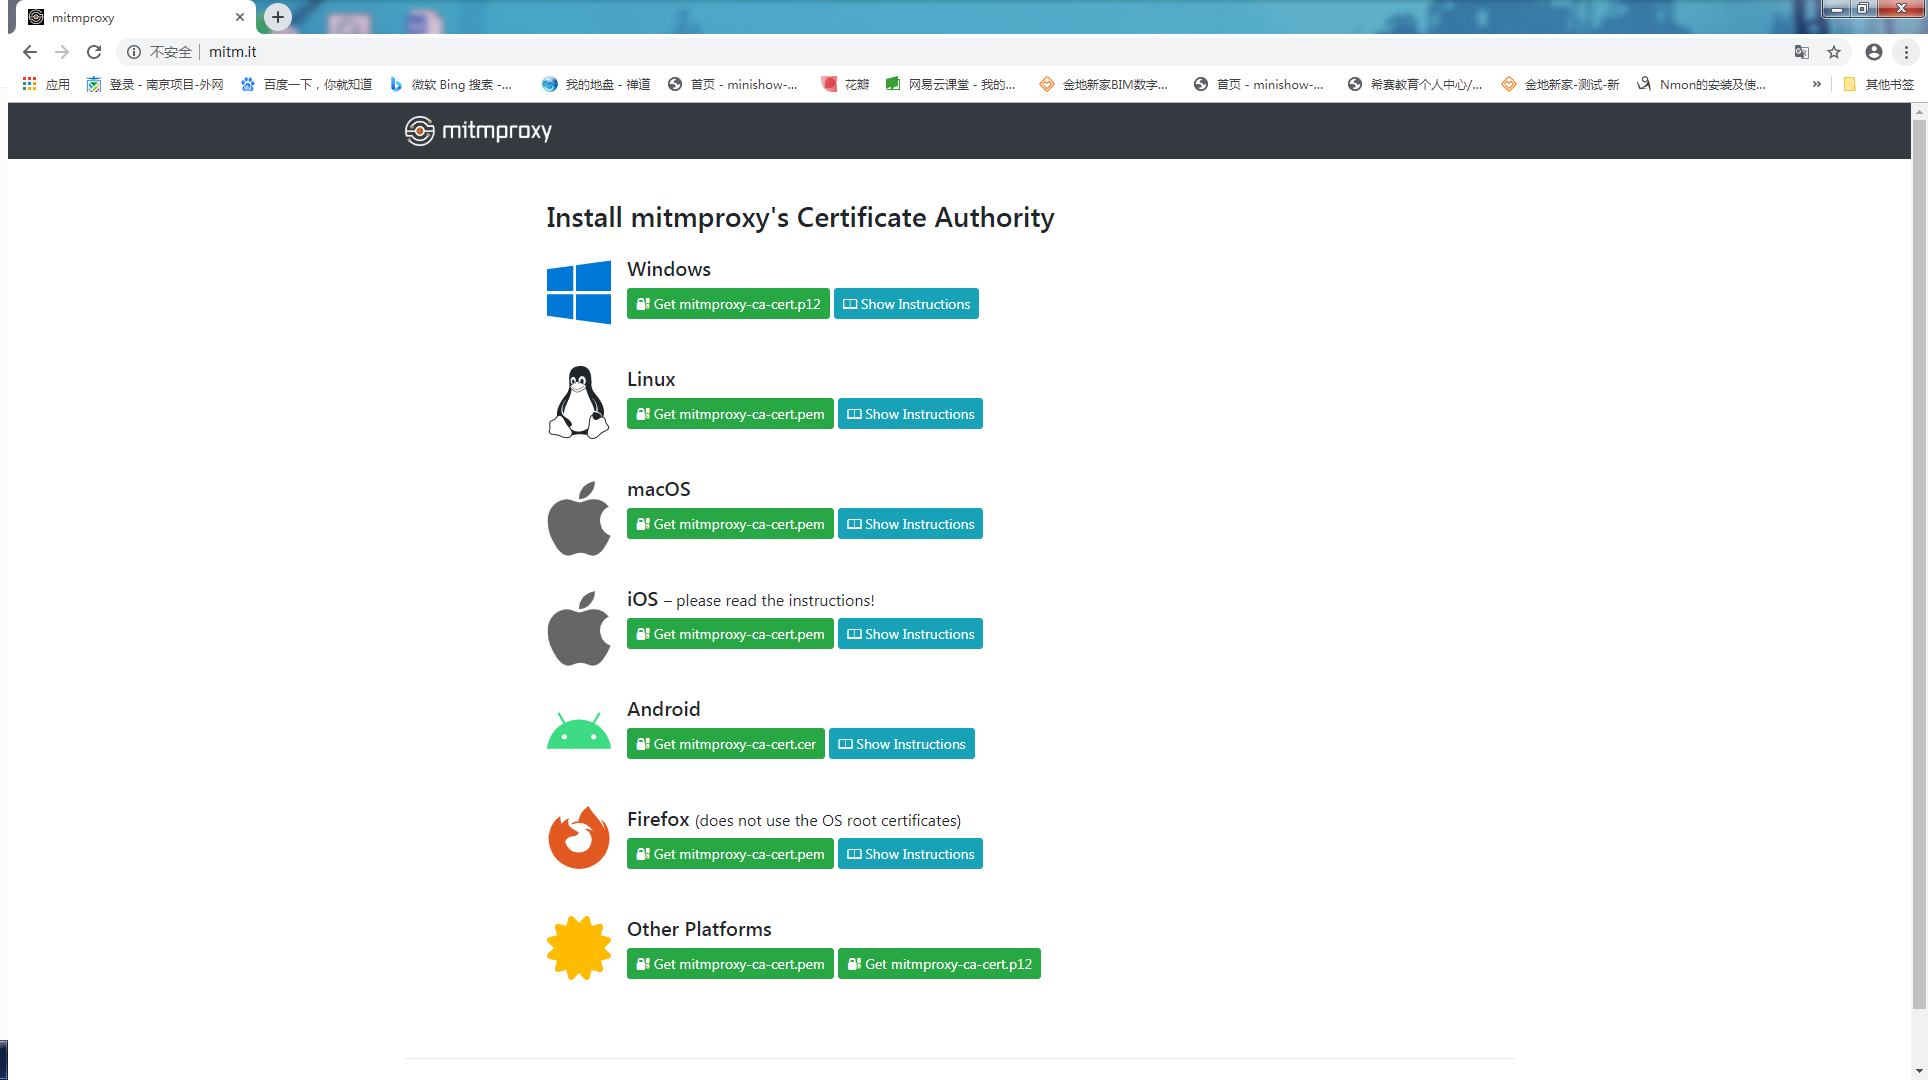 mitmproxy
不安全 mitm.it
应用 登录 - 南京项目-外网 百度一下，你就知道 微软 Bing 搜索 -... 我的地盘 - 禅道 首页 - minishow-... 花瓣 网易云课堂 - 我的... 金地新家BIM数字... 首页 - minishow-... 希赛教育个人中心/... 金地新家-测试-新 Nmon的安装及使... » 其他书签
mitmproxy
Install mitmproxy's Certificate Authority
Windows
Get mitmproxy-ca-cert.p12 Show Instructions
Linux
Get mitmproxy-ca-cert.pem Show Instructions
macOS
Get mitmproxy-ca-cert.pem Show Instructions
iOS – please read the instructions!
Get mitmproxy-ca-cert.pem Show Instructions
Android
Get mitmproxy-ca-cert.cer Show Instructions
Firefox (does not use the OS root certificates)
Get mitmproxy-ca-cert.pem Show Instructions
Other Platforms
Get mitmproxy-ca-cert.pem Get mitmproxy-ca-cert.p12